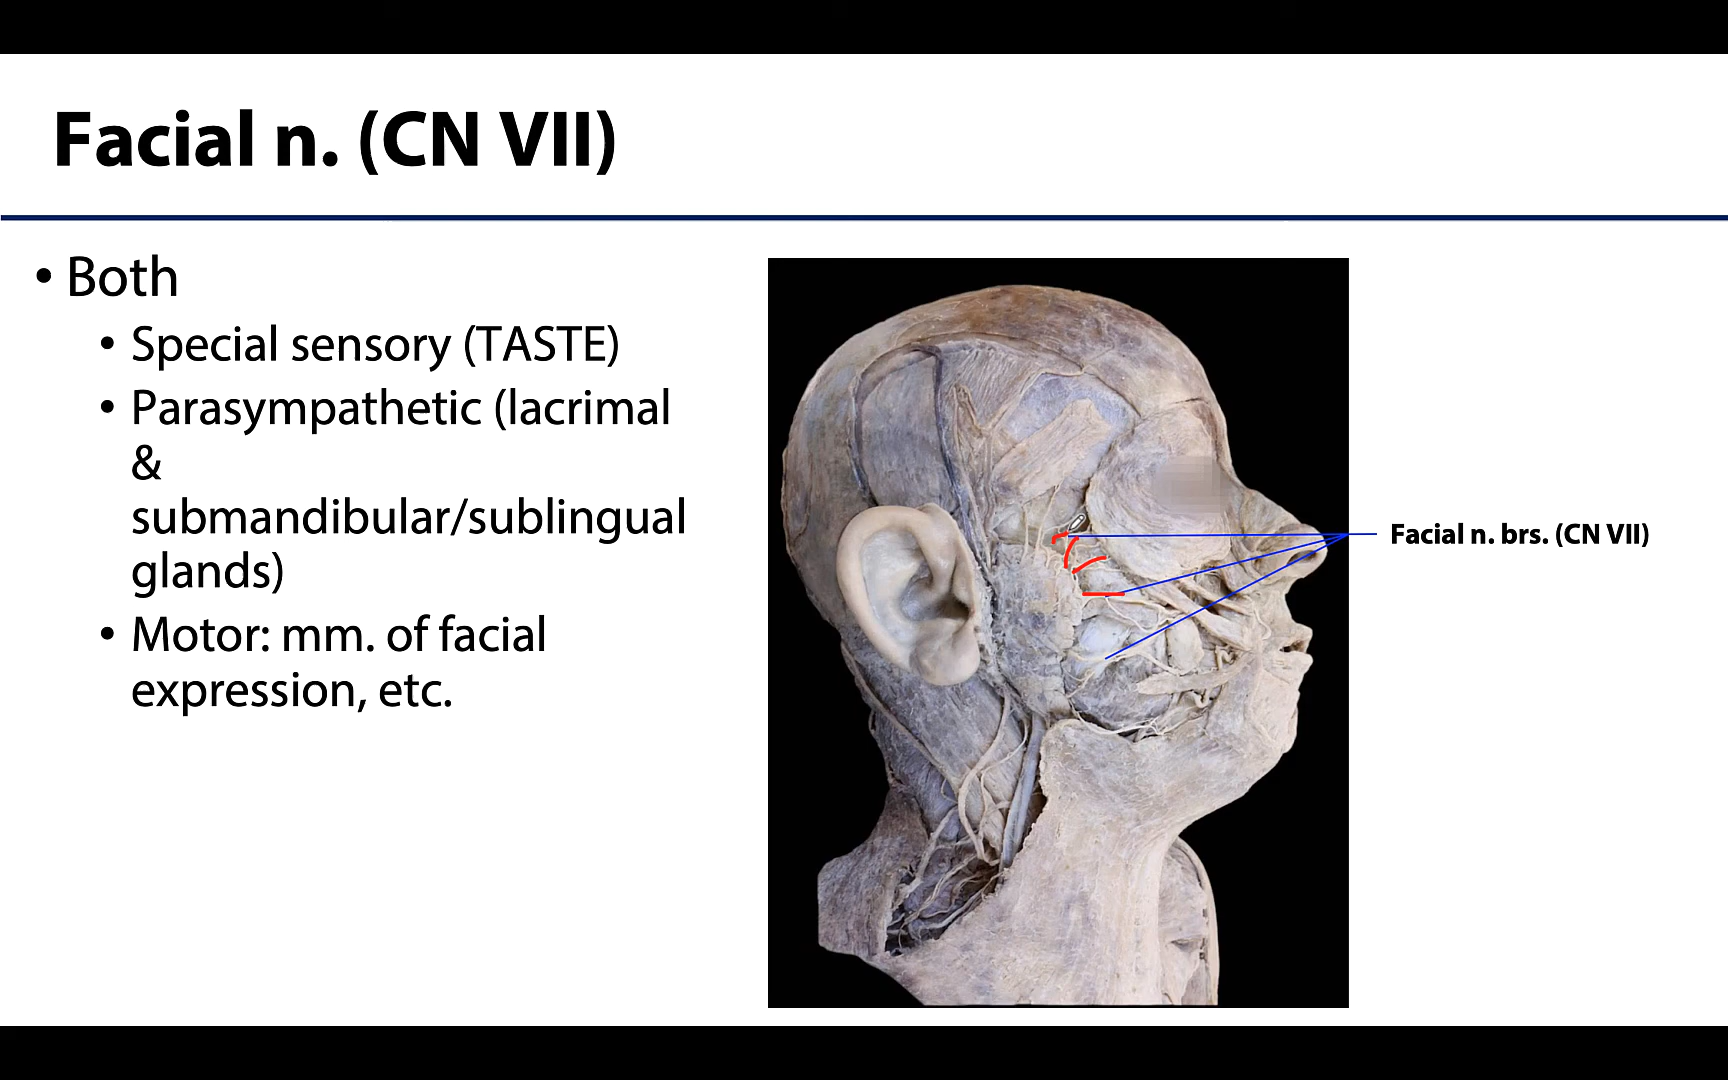 Facial n. (CN VII)
• Both
• Special sensory (TASTE)
• Parasympathetic (lacrimal
&
submandibular/sublingual
glands)
• Motor: mm. of facial
expression, etc.
Facial n. brs. (CN VII)